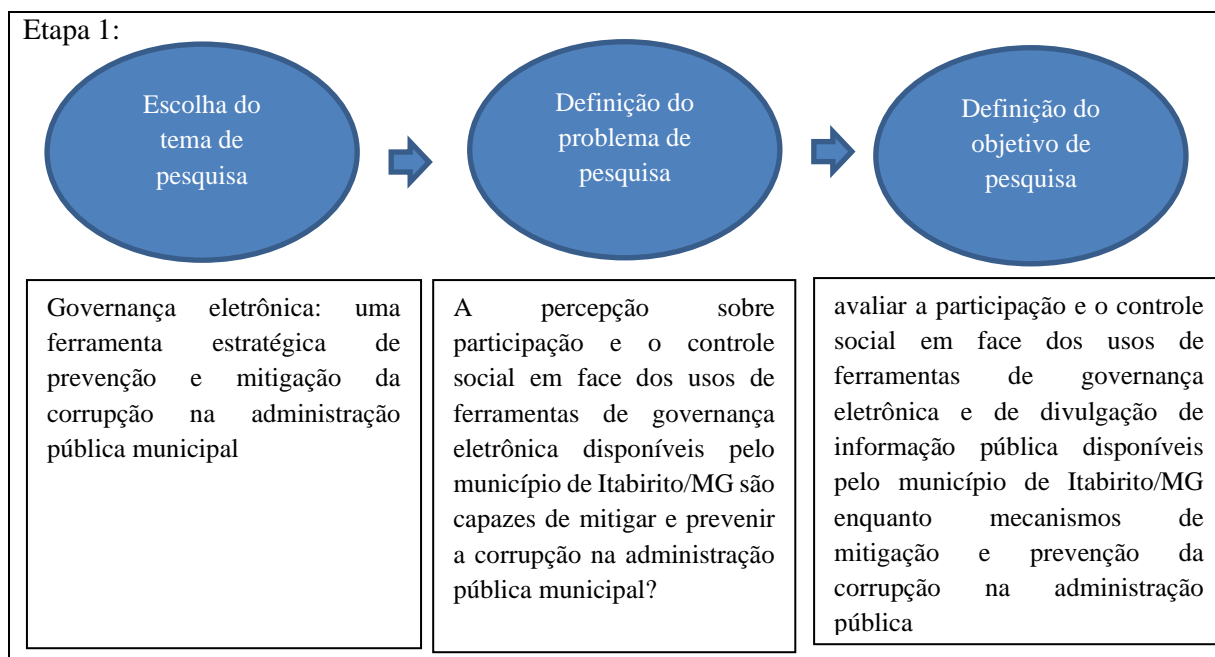 Etapa 1:
Escolha do
tema de
pesquisa
Definição do
problema de
pesquisa
Definição do
objetivo de
pesquisa
Governança eletrônica: uma
ferramenta estratégica de
prevenção e mitigação da
corrupção na administração
pública municipal
A percepção sobre
participação e o controle
social em face dos usos de
ferramentas de governança
eletrônica disponíveis pelo
município de Itabirito/MG são
capazes de mitigar e prevenir
a corrupção na administração
pública municipal?
avaliar a participação e o controle
social em face dos usos de
ferramentas de governança
eletrônica e de divulgação de
informação pública disponíveis
pelo município de Itabirito/MG
enquanto mecanismos de
mitigação e prevenção da
corrupção na administração
pública